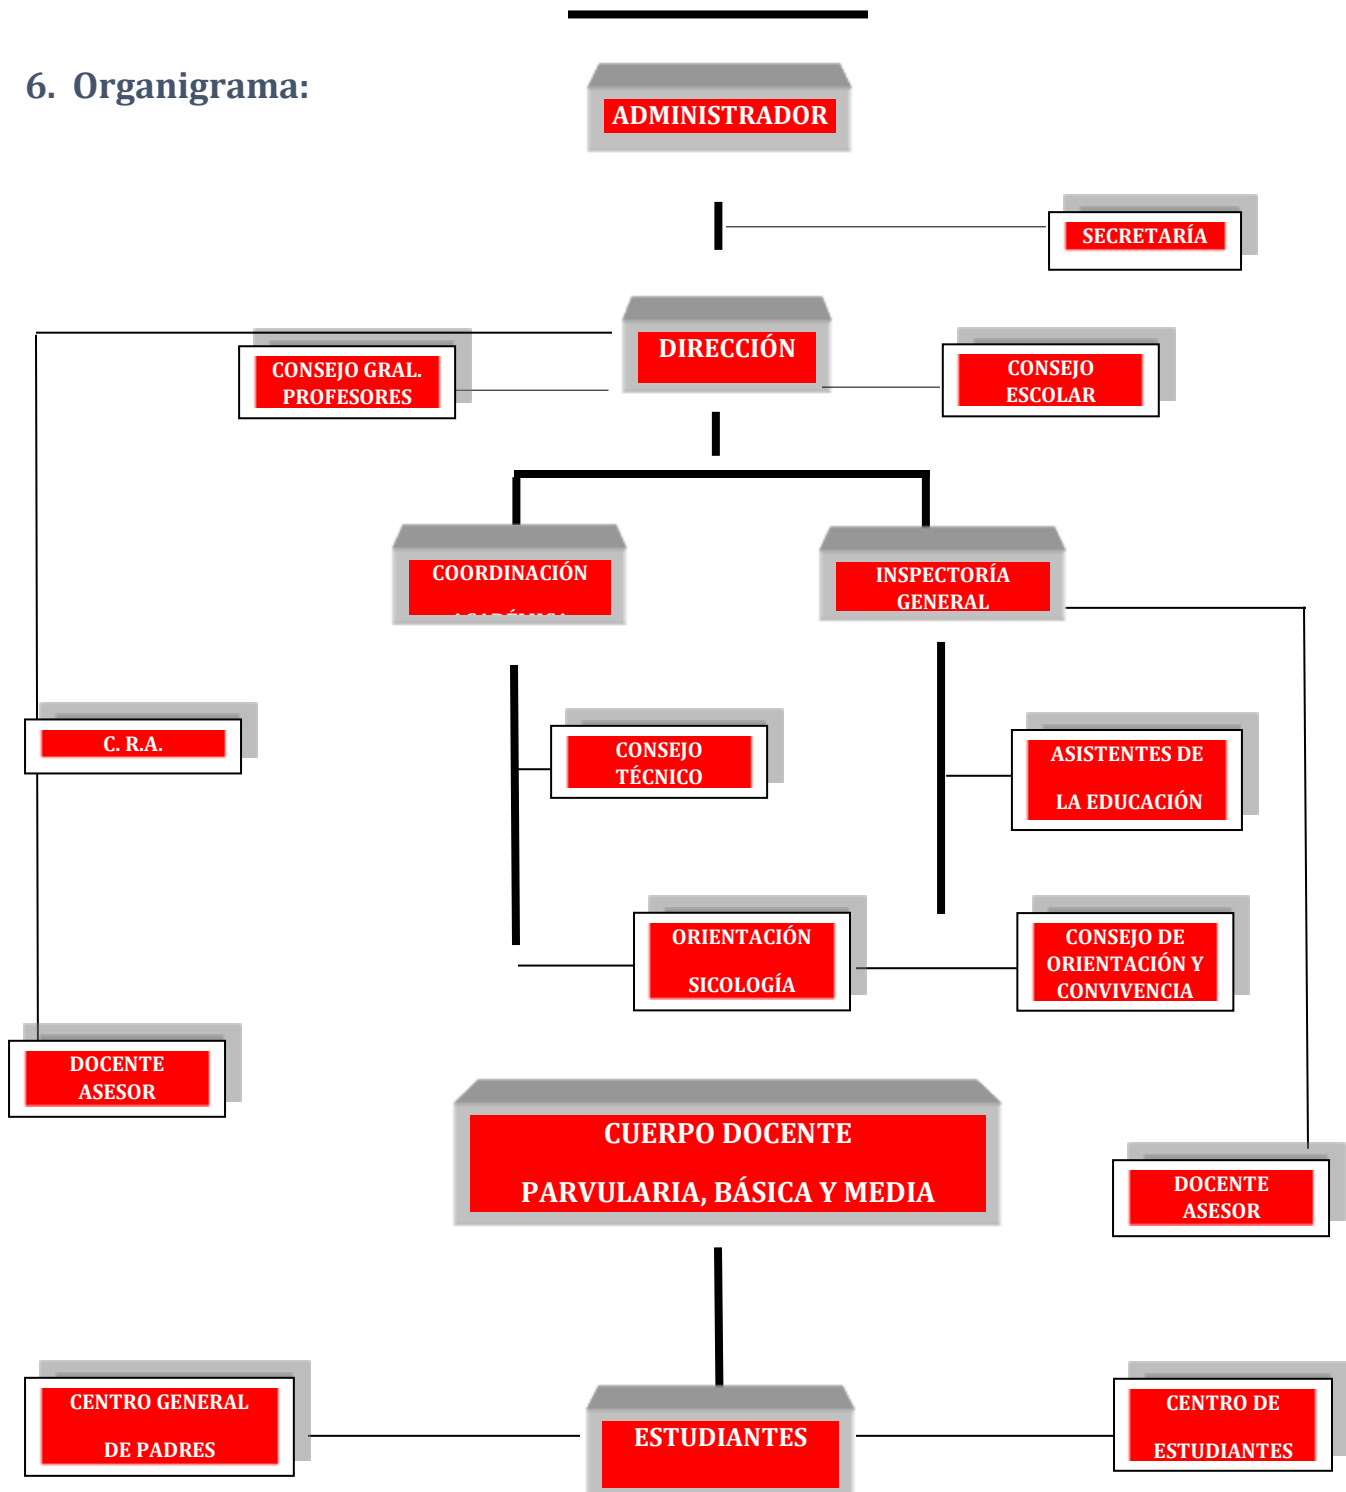 6. Organigrama:
ADMINISTRADOR
SECRETARÍA
DIRECCIÓN
CONSEJO GRAL.
PROFESORES
CONSEJO
ESCOLAR
COORDINACIÓN
ACADÉMICA
INSPECTORÍA
GENERAL
C. R.A.
CONSEJO
TÉCNICO
ASISTENTES DE
LA EDUCACIÓN
ORIENTACIÓN
SICOLOGÍA
CONSEJO DE
ORIENTACIÓN Y
CONVIVENCIA
DOCENTE
ASESOR
CUERPO DOCENTE
PARVULARIA, BÁSICA Y MEDIA
DOCENTE
ASESOR
CENTRO GENERAL
DE PADRES
ESTUDIANTES
CENTRO DE
ESTUDIANTES